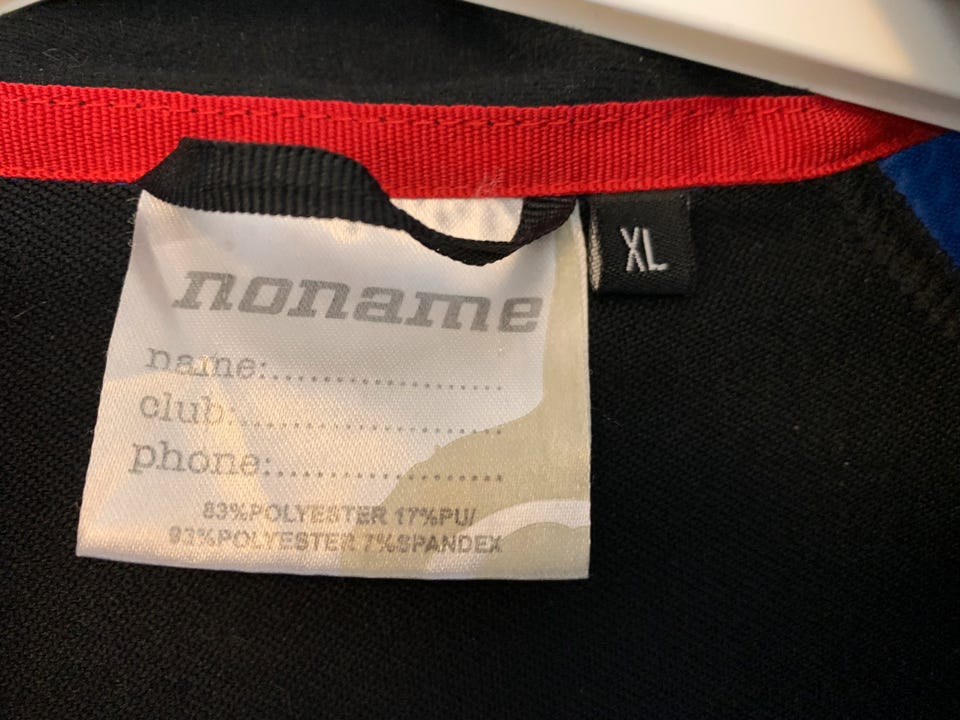 noname
XL
name:..............................
club:..............................
phone:..............................
83%POLYESTER 17%PU/
93%POLYESTER 7%SPANDEX